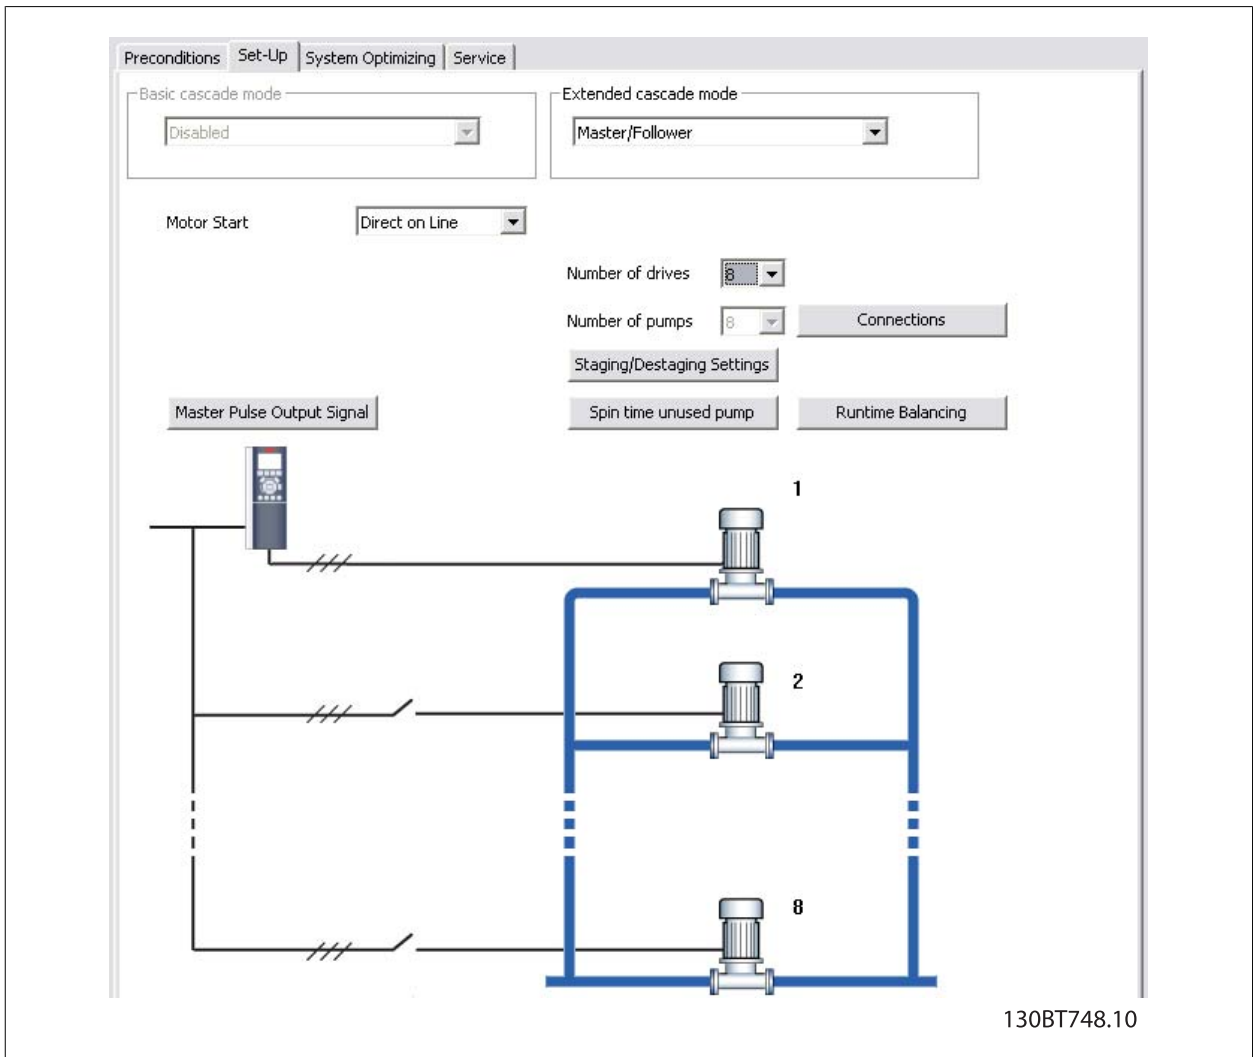 Preconditions Set-Up System Optimizing Service
Basic cascade mode
Disabled
Extended cascade mode
Master/Follower
Motor Start Direct on Line
Number of drives 8
Number of pumps 8 Connections
Staging/Destaging Settings
Master Pulse Output Signal Spin time unused pump Runtime Balancing
1
2
8
130BT748.10